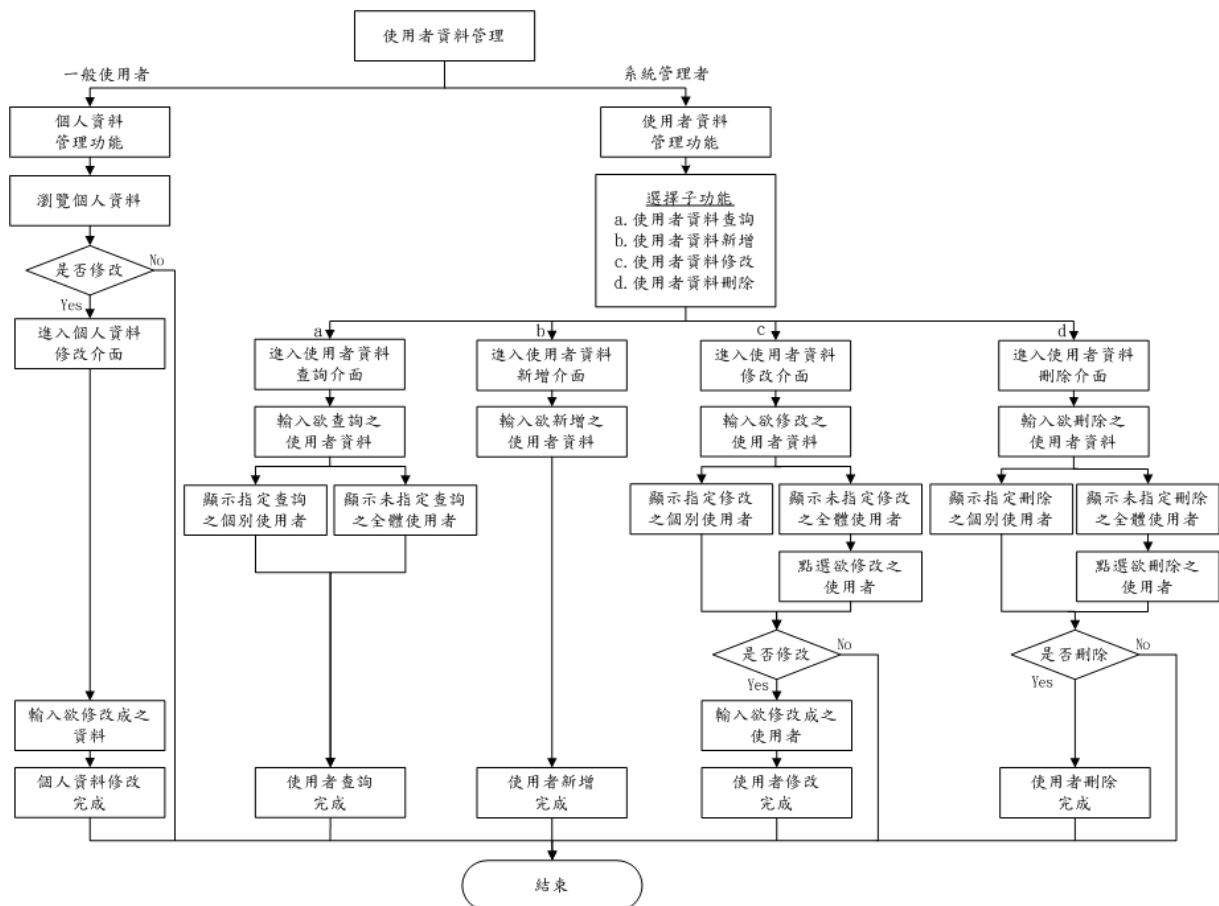 使用者資料管理
一般使用者
系統管理者
個人資料
管理功能
使用者資料
管理功能
瀏覽個人資料
選擇子功能
a. 使用者資料查詢
b. 使用者資料新增
c. 使用者資料修改
d. 使用者資料刪除
是否修改
No
Yes
進入個人資料
修改介面
a
b
c
d
進入使用者資料
查詢介面
進入使用者資料
新增介面
進入使用者資料
修改介面
進入使用者資料
刪除介面
輸入欲查詢之
使用者資料
輸入欲新增之
使用者資料
輸入欲修改之
使用者資料
輸入欲刪除之
使用者資料
顯示指定查詢
之個別使用者
顯示未指定查詢
之全體使用者
顯示指定修改
之個別使用者
顯示未指定修改
之全體使用者
顯示指定刪除
之個別使用者
顯示未指定刪除
之全體使用者
點選欲修改之
使用者
點選欲刪除之
使用者
是否修改
No
Yes
是否刪除
No
Yes
輸入欲修改成之
資料
輸入欲修改成之
使用者
個人資料修改
完成
使用者查詢
完成
使用者新增
完成
使用者修改
完成
使用者刪除
完成
結束